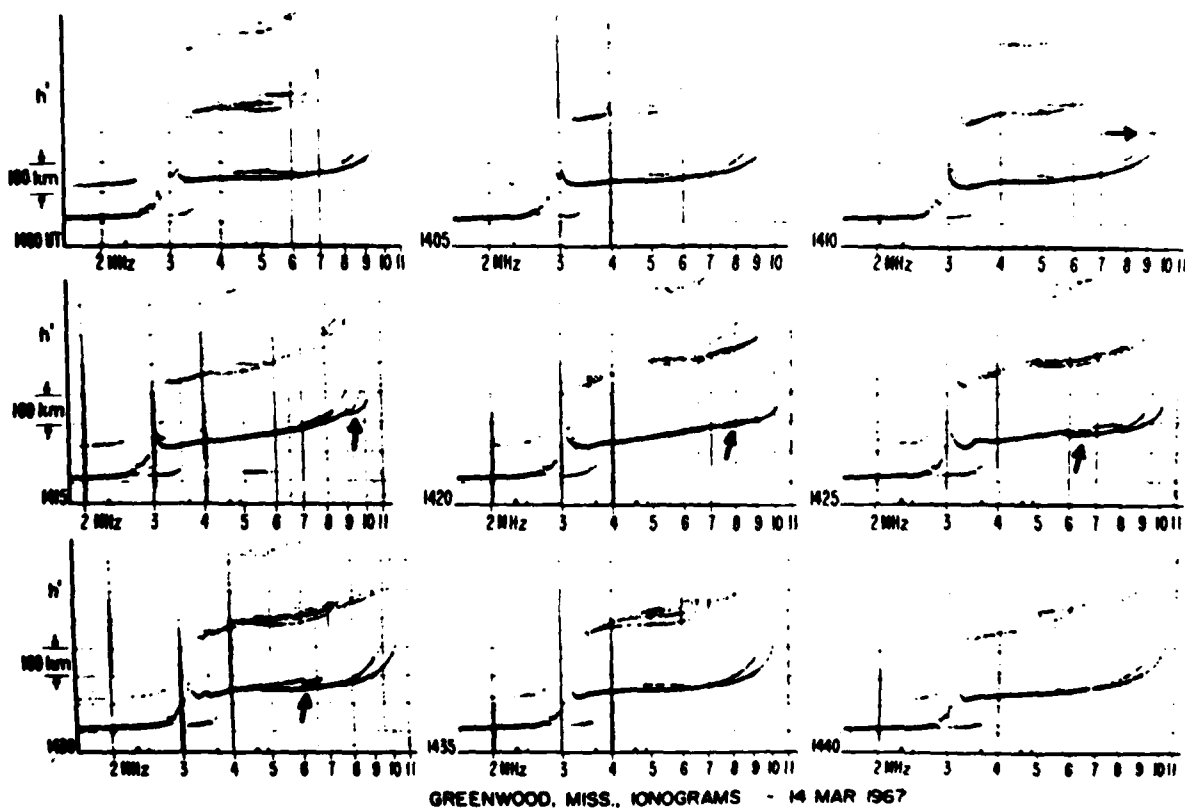 h'
100 km
1400 UT
2 MHz 3 4 5 6 7 8 9 10 11
1405
2 MHz 3 4 5 6 7 8 9 10
1410
2 MHz 3 4 5 6 7 8 9 10 11
h'
100 km
1415
2 MHz 3 4 5 6 7 8 9 10 11
1420
2 MHz 3 4 5 6 7 8 9 10 11
1425
2 MHz 3 4 5 6 7 8 9 10 11
h'
100 km
1430
2 MHz 3 4 5 6 7 8 9 10 11
1435
2 MHz 3 4 5 6 7 8 9 10 11
1440
2 MHz 3 4 5 6 7 8 9 10 11
GREENWOOD, MISS., IONOGRAMS - 14 MAR 1967